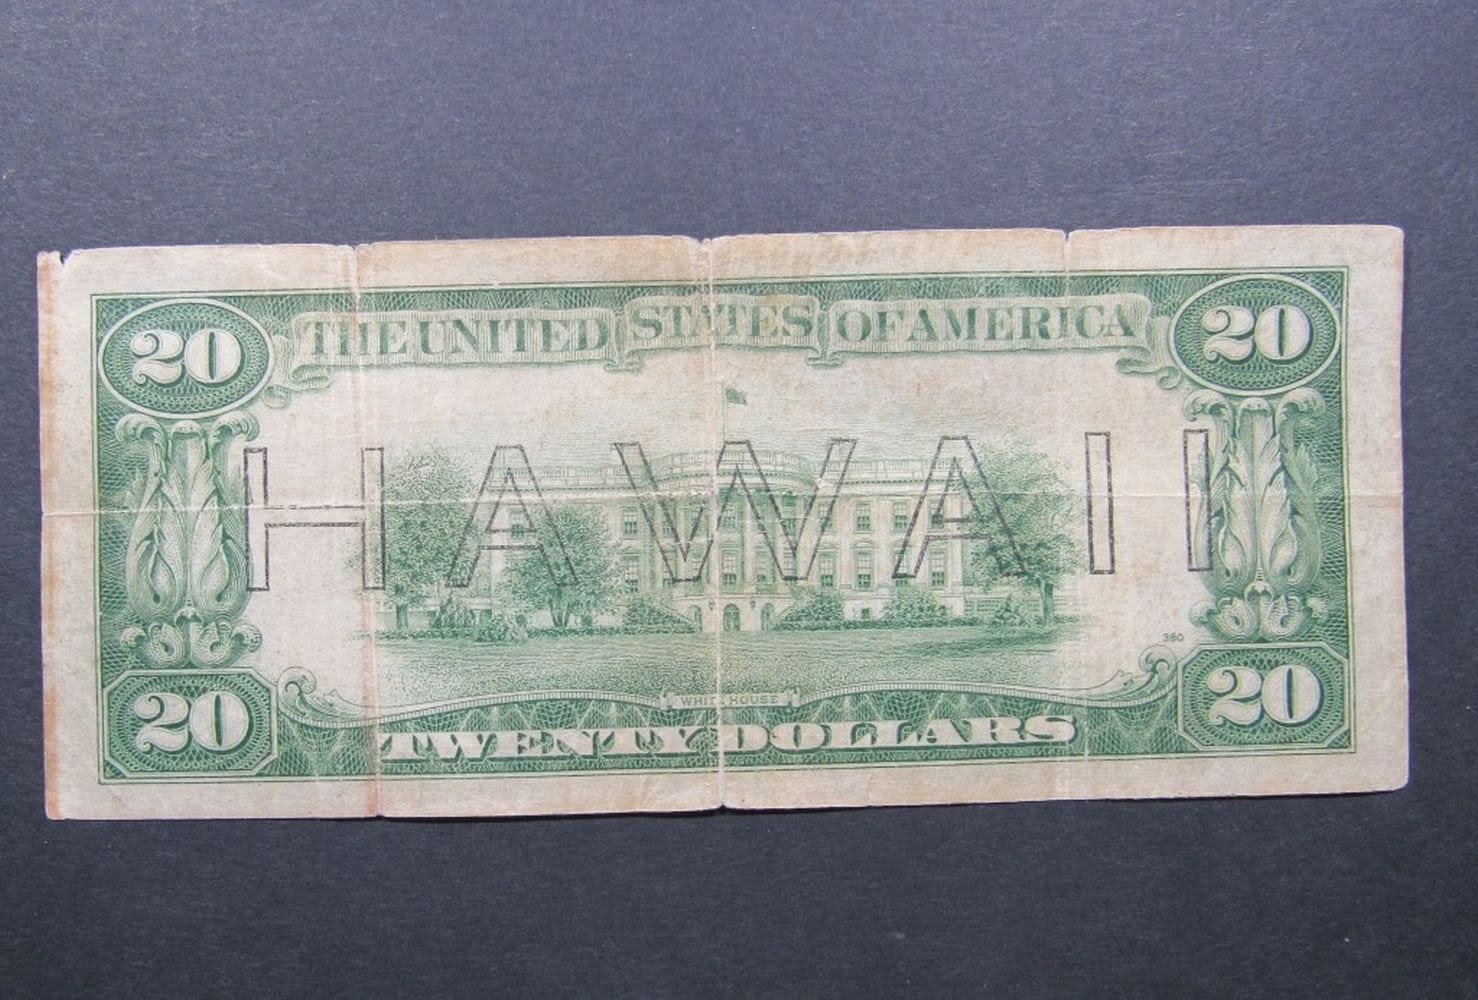 20 THE UNITED STATES OF AMERICA 20
HAWAII
380
WHITE HOUSE
20 TWENTY DOLLARS 20